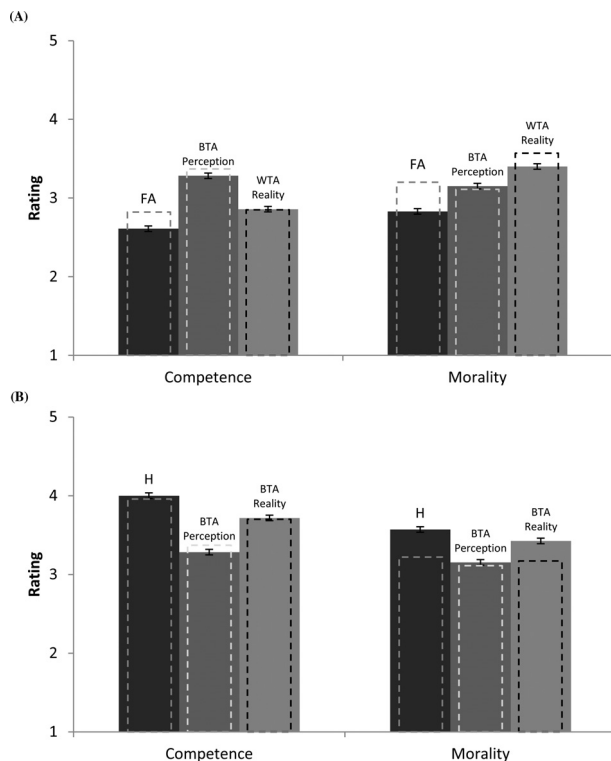 (A)
5
4
3
2
1
Rating
FA
BTA
Perception
WTA
Reality
FA
BTA
Perception
WTA
Reality
Competence
Morality
(B)
5
4
3
2
1
Rating
H
BTA
Perception
BTA
Reality
H
BTA
Perception
BTA
Reality
Competence
Morality